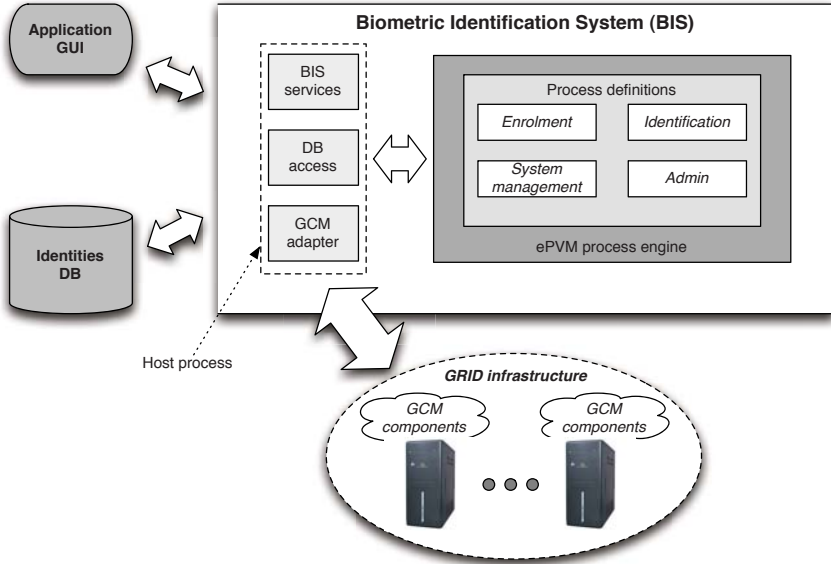 Application
GUI
Biometric Identification System (BIS)
BIS
services
DB
access
GCM
adapter
Process definitions
Enrolment
Identification
System
management
Admin
ePVM process engine
Identities
DB
Host process
GRID infrastructure
GCM
components
GCM
components